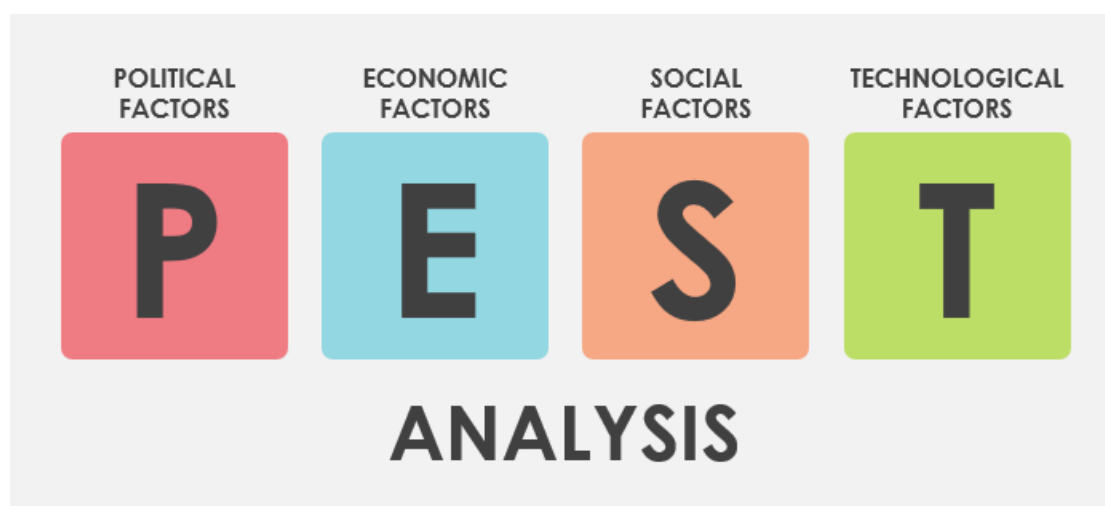 POLITICAL
FACTORS
ECONOMIC
FACTORS
SOCIAL
FACTORS
TECHNOLOGICAL
FACTORS
P
E
S
T
ANALYSIS